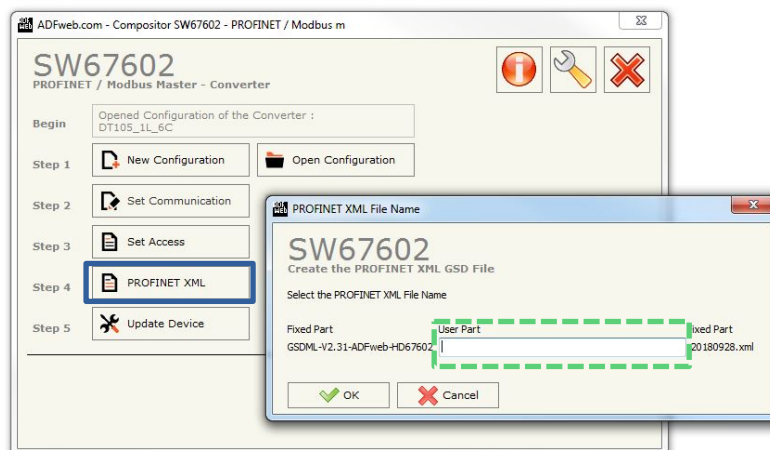 ADFweb.com - Compositor SW67602 - PROFINET / Modbus m
SW67602
PROFINET / Modbus Master - Converter
Begin
Opened Configuration of the Converter :
DT105_1L_6C
Step 1
New Configuration
Open Configuration
Step 2
Set Communication
Step 3
Set Access
Step 4
PROFINET XML
Step 5
Update Device
PROFINET XML File Name
SW67602
Create the PROFINET XML GSD File
Select the PROFINET XML File Name
Fixed Part
User Part
ixed Part
GSDML-V2.31-ADFweb-HD67602
20180928.xml
OK
Cancel